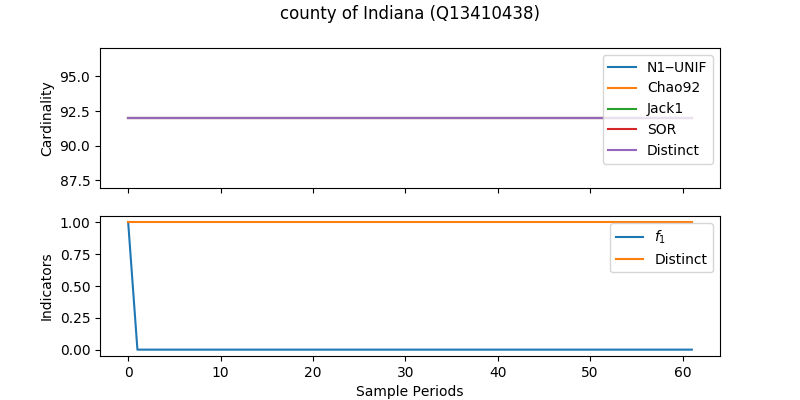 county of Indiana (Q13410438)
Cardinality
95.0
92.5
90.0
87.5
N1−UNIF
Chao92
Jack1
SOR
Distinct
Indicators
1.00
0.75
0.50
0.25
0.00
f1
Distinct
0 10 20 30 40 50 60
Sample Periods